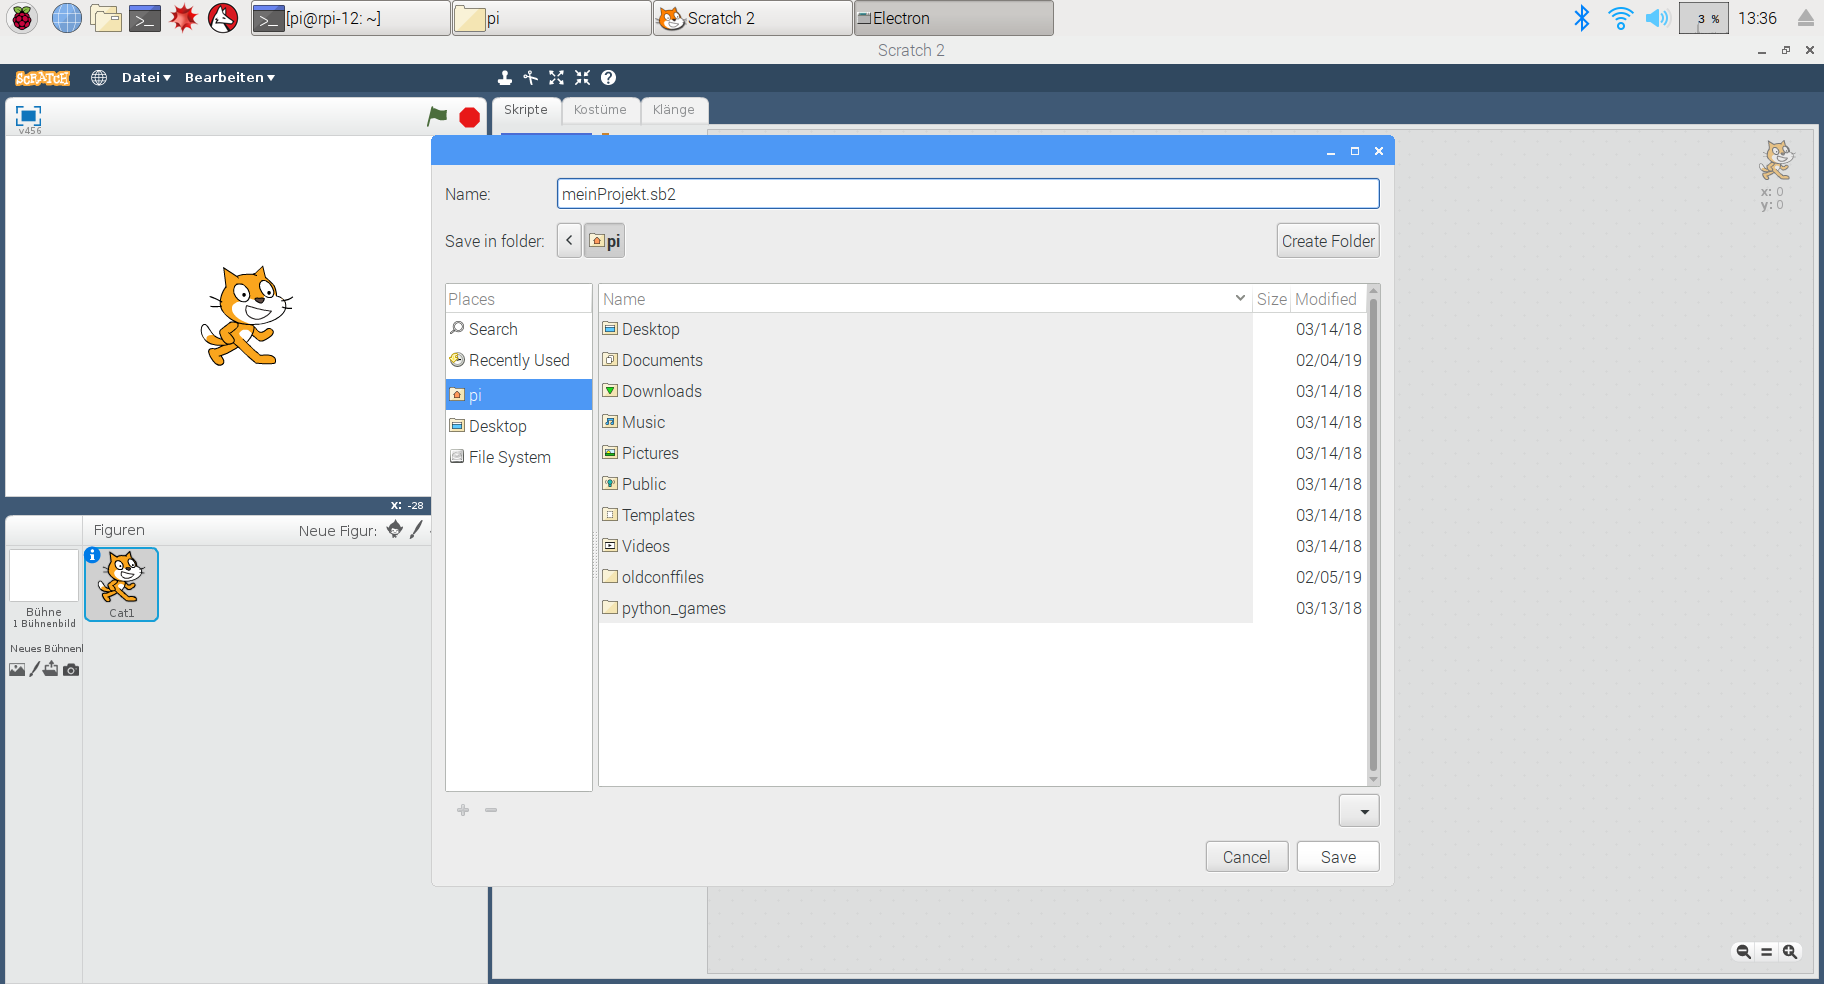 [pi@rpi-12: ~]
pi
Scratch 2
Electron
3 %
13:36
Scratch 2
SCRATCH
Datei
Bearbeiten
v456
Skripte
Kostüme
Klänge
x: 0
y: 0
Name:
meinProjekt.sb2
Save in folder:
pi
Create Folder
Places
Search
Recently Used
pi
Desktop
File System
Name Size Modified
Desktop 03/14/18
Documents 02/04/19
Downloads 03/14/18
Music 03/14/18
Pictures 03/14/18
Public 03/14/18
Templates 03/14/18
Videos 03/14/18
oldconffiles 02/05/19
python_games 03/13/18
Cancel
Save
x: -28
Figuren
Neue Figur:
Cat1
Bühne
1 Bühnenbild
Neues Bühnenl